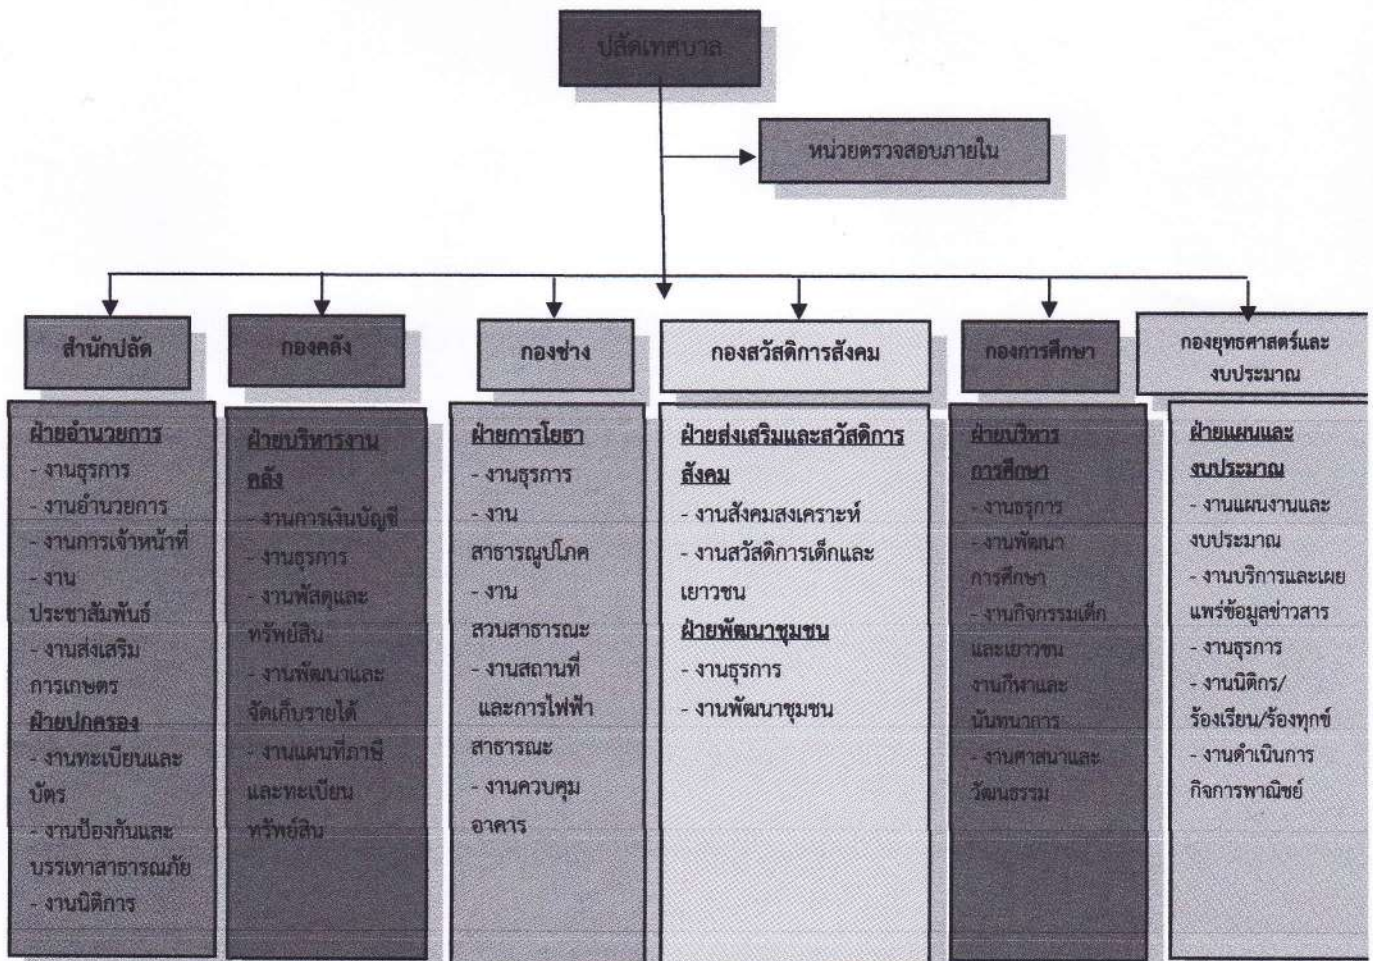 ปลัดเทศบาล
หน่วยตรวจสอบภายใน
สำนักปลัด
ฝ่ายอำนวยการ
- งานธุรการ
- งานอำนวยการ
- งานการเจ้าหน้าที่
- งาน
ประชาสัมพันธ์
- งานส่งเสริม
การเกษตร
ฝ่ายปกครอง
- งานทะเบียนและ
บัตร
- งานป้องกันและ
บรรเทาสาธารณภัย
- งานนิติการ
กองคลัง
ฝ่ายบริหารงาน
คลัง
- งานการเงินบัญชี
- งานธุรการ
- งานพัสดุและ
ทรัพย์สิน
- งานพัฒนาและ
จัดเก็บรายได้
- งานแผนที่ภาษี
และทะเบียน
ทรัพย์สิน
กองช่าง
ฝ่ายการโยธา
- งานธุรการ
- งาน
สาธารณูปโภค
- งาน
สวนสาธารณะ
- งานสถานที่
และการไฟฟ้า
สาธารณะ
- งานควบคุม
อาคาร
กองสวัสดิการสังคม
ฝ่ายส่งเสริมและสวัสดิการ
สังคม
- งานสังคมสงเคราะห์
- งานสวัสดิการเด็กและ
เยาวชน
ฝ่ายพัฒนาชุมชน
- งานธุรการ
- งานพัฒนาชุมชน
กองการศึกษา
ฝ่ายบริหาร
การศึกษา
- งานธุรการ
- งานพัฒนา
การศึกษา
- งานกิจกรรมเด็ก
และเยาวชน
งานกีฬาและ
นันทนาการ
- งานศาสนาและ
วัฒนธรรม
กองยุทธศาสตร์และ
งบประมาณ
ฝ่ายแผนและ
งบประมาณ
- งานแผนงานและ
งบประมาณ
- งานบริการและเผย
แพร่ข้อมูลข่าวสาร
- งานธุรการ
- งานนิติกร/
ร้องเรียน/ร้องทุกข์
- งานดำเนินการ
กิจการพาณิชย์